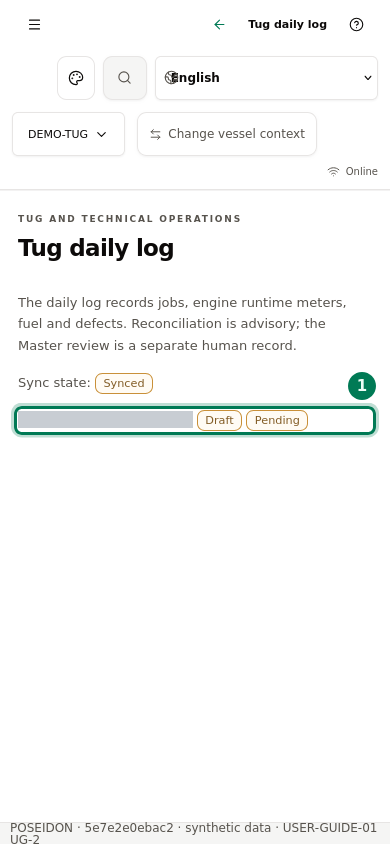 Tug daily log
English
DEMO-TUG
Change vessel context
Online
TUG AND TECHNICAL OPERATIONS
Tug daily log
The daily log records jobs, engine runtime meters,
fuel and defects. Reconciliation is advisory; the
Master review is a separate human record.
Sync state: Synced
1
Draft Pending
POSEIDON · 5e7e2e0ebac2 · synthetic data · USER-GUIDE-01
UG-2